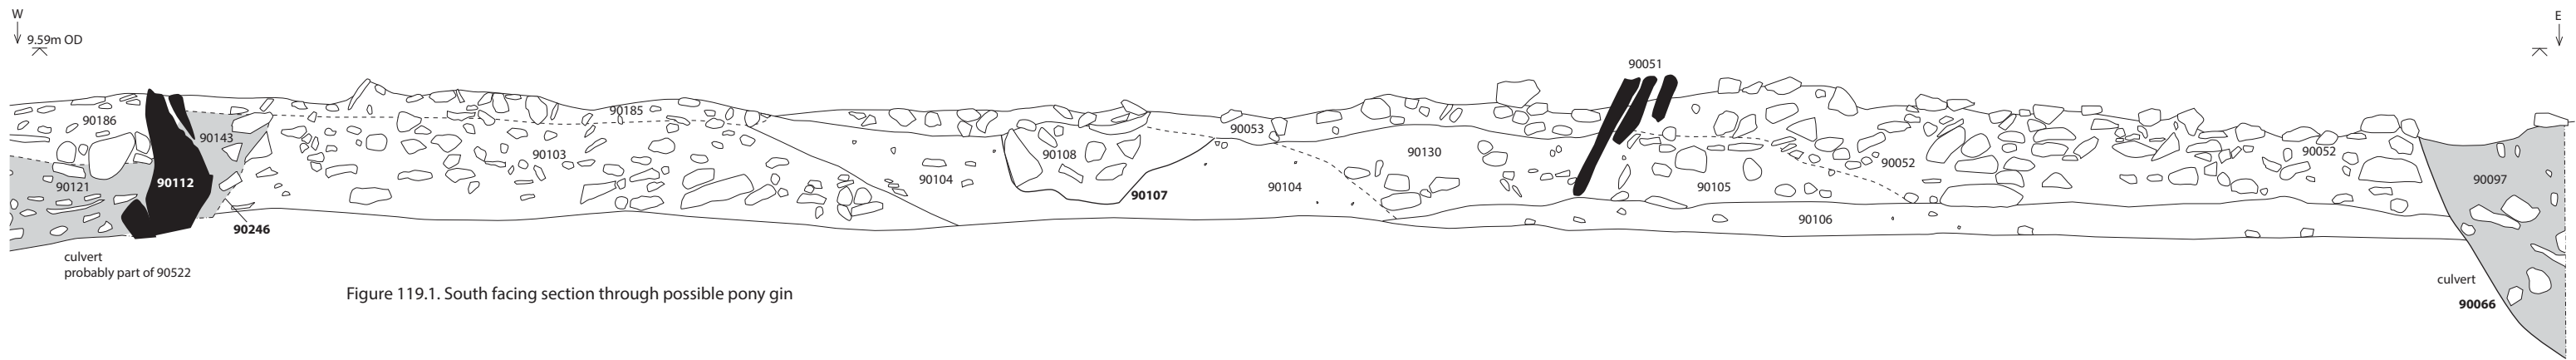 W
E
9.59m OD
90051
90186
90143
90185
90053
90103
90108
90130
90052
90052
90121
90112
90104
90107
90104
90105
90097
90106
90246
culvert
probably part of 90522
culvert
90066
Figure 119.1. South facing section through possible pony gin